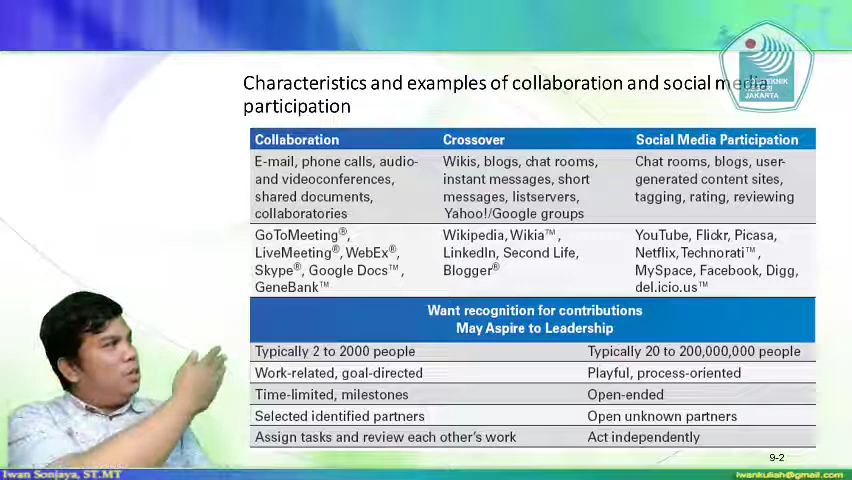 Characteristics and examples of collaboration and social media
participation
NEGERI
JAKARTA
Collaboration Crossover Social Media Participation
E-mail, phone calls, audio- Wikis, blogs, chat rooms, Chat rooms, blogs, user-
and videoconferences, instant messages, short generated content sites,
shared documents, messages, listservers, tagging, rating, reviewing
collaboratories Yahoo!/Google groups
GoToMeeting®, Wikipedia, Wikia™, YouTube, Flickr, Picasa,
LiveMeeting®, WebEx®, LinkedIn, Second Life, Netflix, Technorati™,
Skype®, Google Docs™, Blogger® MySpace, Facebook, Digg,
GeneBank™ del.icio.us™
Want recognition for contributions
May Aspire to Leadership
Typically 2 to 2000 people Typically 20 to 200,000,000 people
Work-related, goal-directed Playful, process-oriented
Time-limited, milestones Open-ended
Selected identified partners Open unknown partners
Assign tasks and review each other's work Act independently
9-2
Iwan Sonjaya, ST.MT iwankuliah@gmail.com